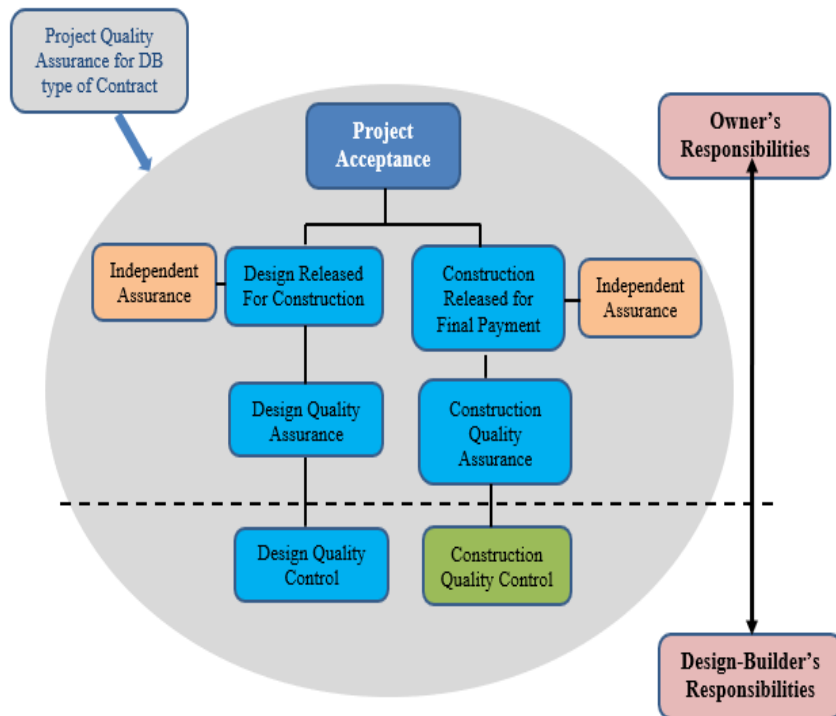 Project Quality
Assurance for DB
type of Contract
Project
Acceptance
Owner's
Responsibilities
Independent
Assurance
Design Released
For Construction
Construction
Released for
Final Payment
Independent
Assurance
Design Quality
Assurance
Construction
Quality
Assurance
Design Quality
Control
Construction
Quality Control
Design-Builder's
Responsibilities